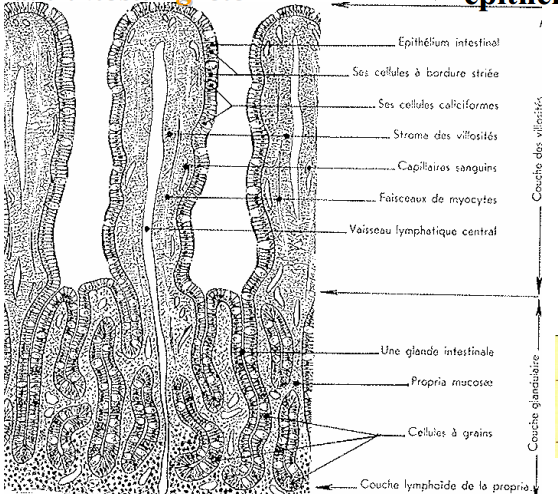 Epithélium intestinal
Ses cellules à bordure striée
Ses cellules caliciformes
Stroma des villosités
Capillaires sanguins
Faisceaux de myocytes
Vaisseau lymphatique central
Couche des villosités
Une glande intestinale
Propria mucosae
Cellules à grains
Couche lymphoïde de la propria
Couche glandulaire